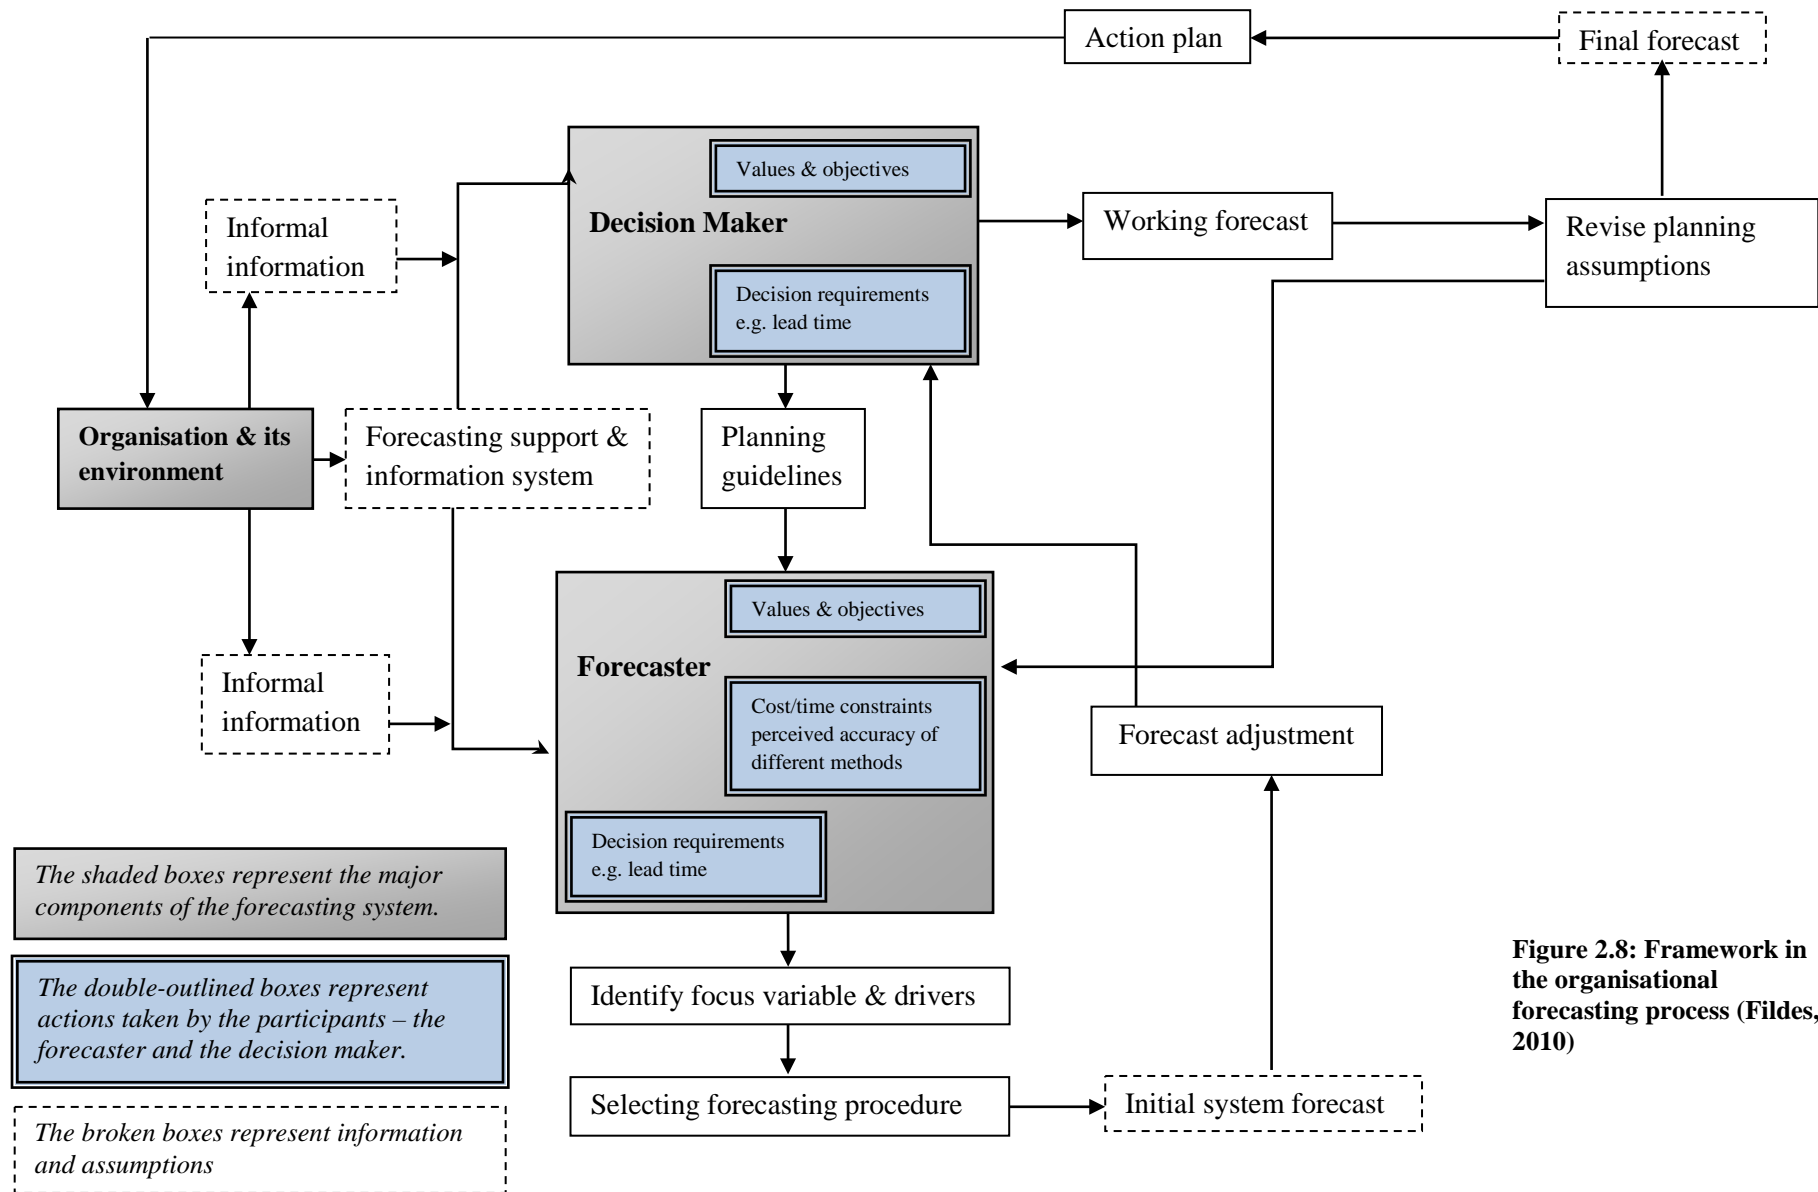 Action plan
Final forecast
Values & objectives
Decision Maker
Decision requirements
e.g. lead time
Informal
information
Working forecast
Revise planning
assumptions
Organisation & its
environment
Forecasting support &
information system
Planning
guidelines
Informal
information
Values & objectives
Forecaster
Cost/time constraints
perceived accuracy of
different methods
Decision requirements
e.g. lead time
Forecast adjustment
Identify focus variable & drivers
Selecting forecasting procedure
Initial system forecast
The shaded boxes represent the major
components of the forecasting system.
The double-outlined boxes represent
actions taken by the participants – the
forecaster and the decision maker.
The broken boxes represent information
and assumptions
Figure 2.8: Framework in
the organisational
forecasting process (Fildes,
2010)